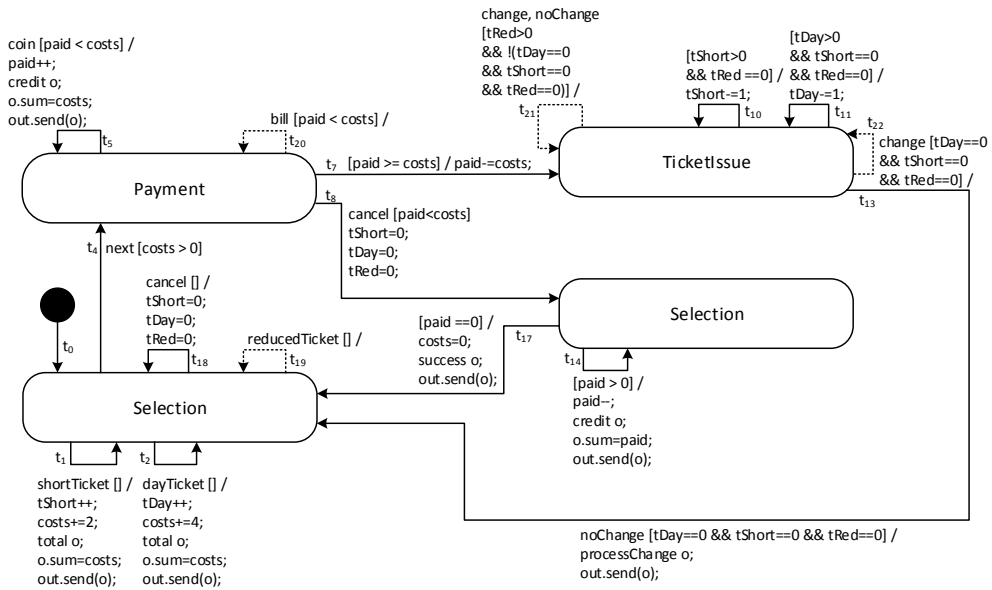 change, noChange
[tRed>0
&& !(tDay==0
&& tShort==0
&& tRed==0)] /
t21
[tShort>0
&& tRed ==0] /
tShort-=1;
t10
[tDay>0
&& tShort==0
&& tRed==0] /
tDay-=1;
t11
t22
change [tDay==0
&& tShort==0
&& tRed==0] /
coin [paid < costs] /
paid++;
credit o;
o.sum=costs;
out.send(o);
t5
bill [paid < costs] /
t20
Payment
t7 [paid >= costs] / paid-=costs;
TicketIssue
t8
t13
cancel [paid<costs]
tShort=0;
tDay=0;
tRed=0;
t4 next [costs > 0]
cancel [] /
tShort=0;
tDay=0;
tRed=0;
t18
t0
reducedTicket [] /
t19
[paid ==0] /
costs=0;
success o;
out.send(o);
t17
Selection
t14
[paid > 0] /
paid--;
credit o;
o.sum=paid;
out.send(o);
Selection
t1
t2
shortTicket [] /
tShort++;
costs+=2;
total o;
o.sum=costs;
out.send(o);
dayTicket [] /
tDay++;
costs+=4;
total o;
o.sum=costs;
out.send(o);
noChange [tDay==0 && tShort==0 && tRed==0] /
processChange o;
out.send(o);